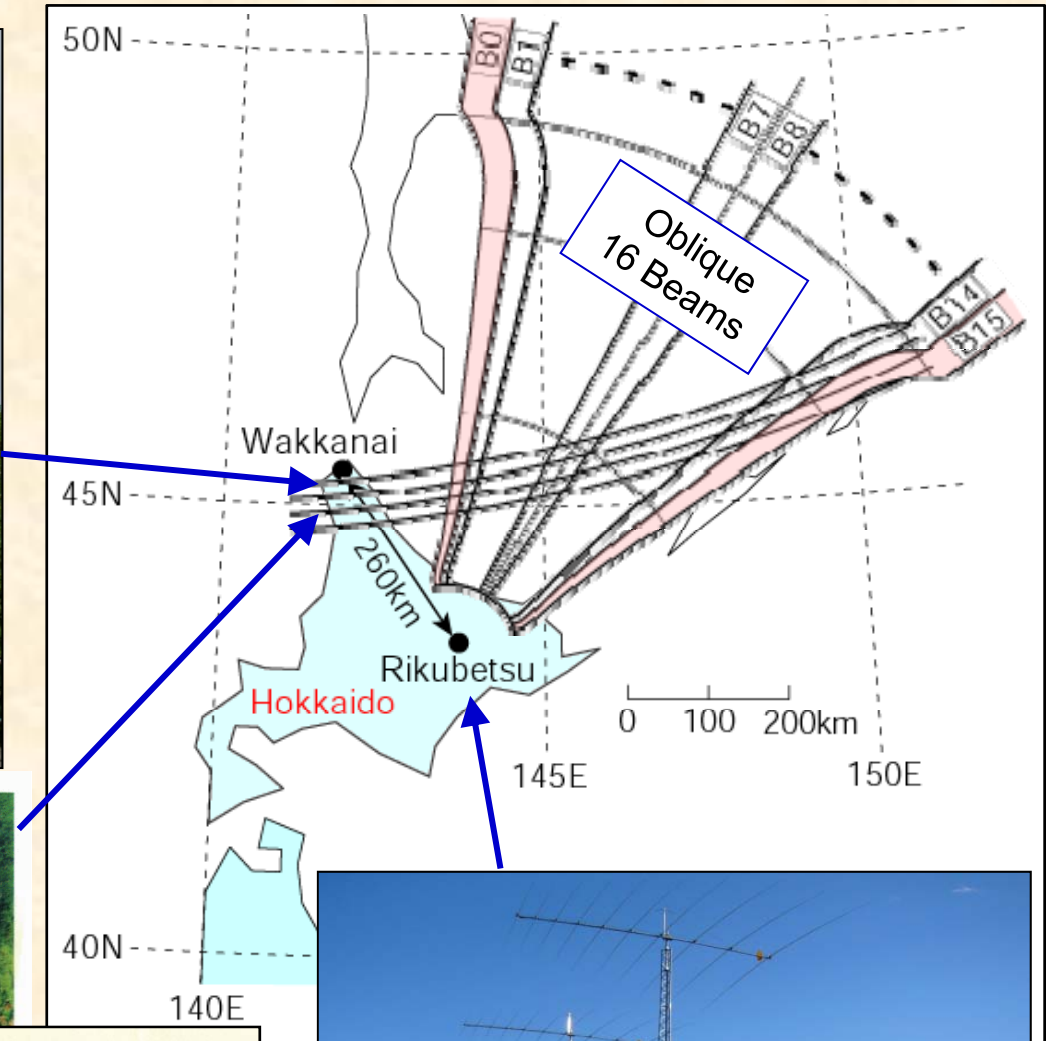 50N
B0
B1
B7
B8
Oblique
16 Beams
B14
B15
Wakkanai
45N
260km
Rikubetsu
Hokkaido
0 100 200km
145E
150E
40N
140E